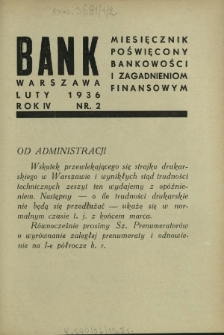 BANK
WARSZAWA
LUTY 1936
ROK IV NR. 2
MIESIĘCZNIK
POŚWIĘCONY
BANKOWOŚCI
I ZAGADNIENIOM
FINANSOWYM
OD ADMINISTRACJI
Wskutek przewlekającego się strajku drukar-
skiego w Warszawie i wynikłych stąd trudności
technicznych zeszyt ten wydajemy z opóźnie-
niem. Następny — o ile trudności drukarskie
nie będą się przedłużać — ukaże się w nor-
malnym czasie t. j. z końcem marca.
Równocześnie prosimy Sz. Prenumeratorów
o wyrównanie zaległej prenumeraty i odnowie-
nie na I-e półrocze b. r.